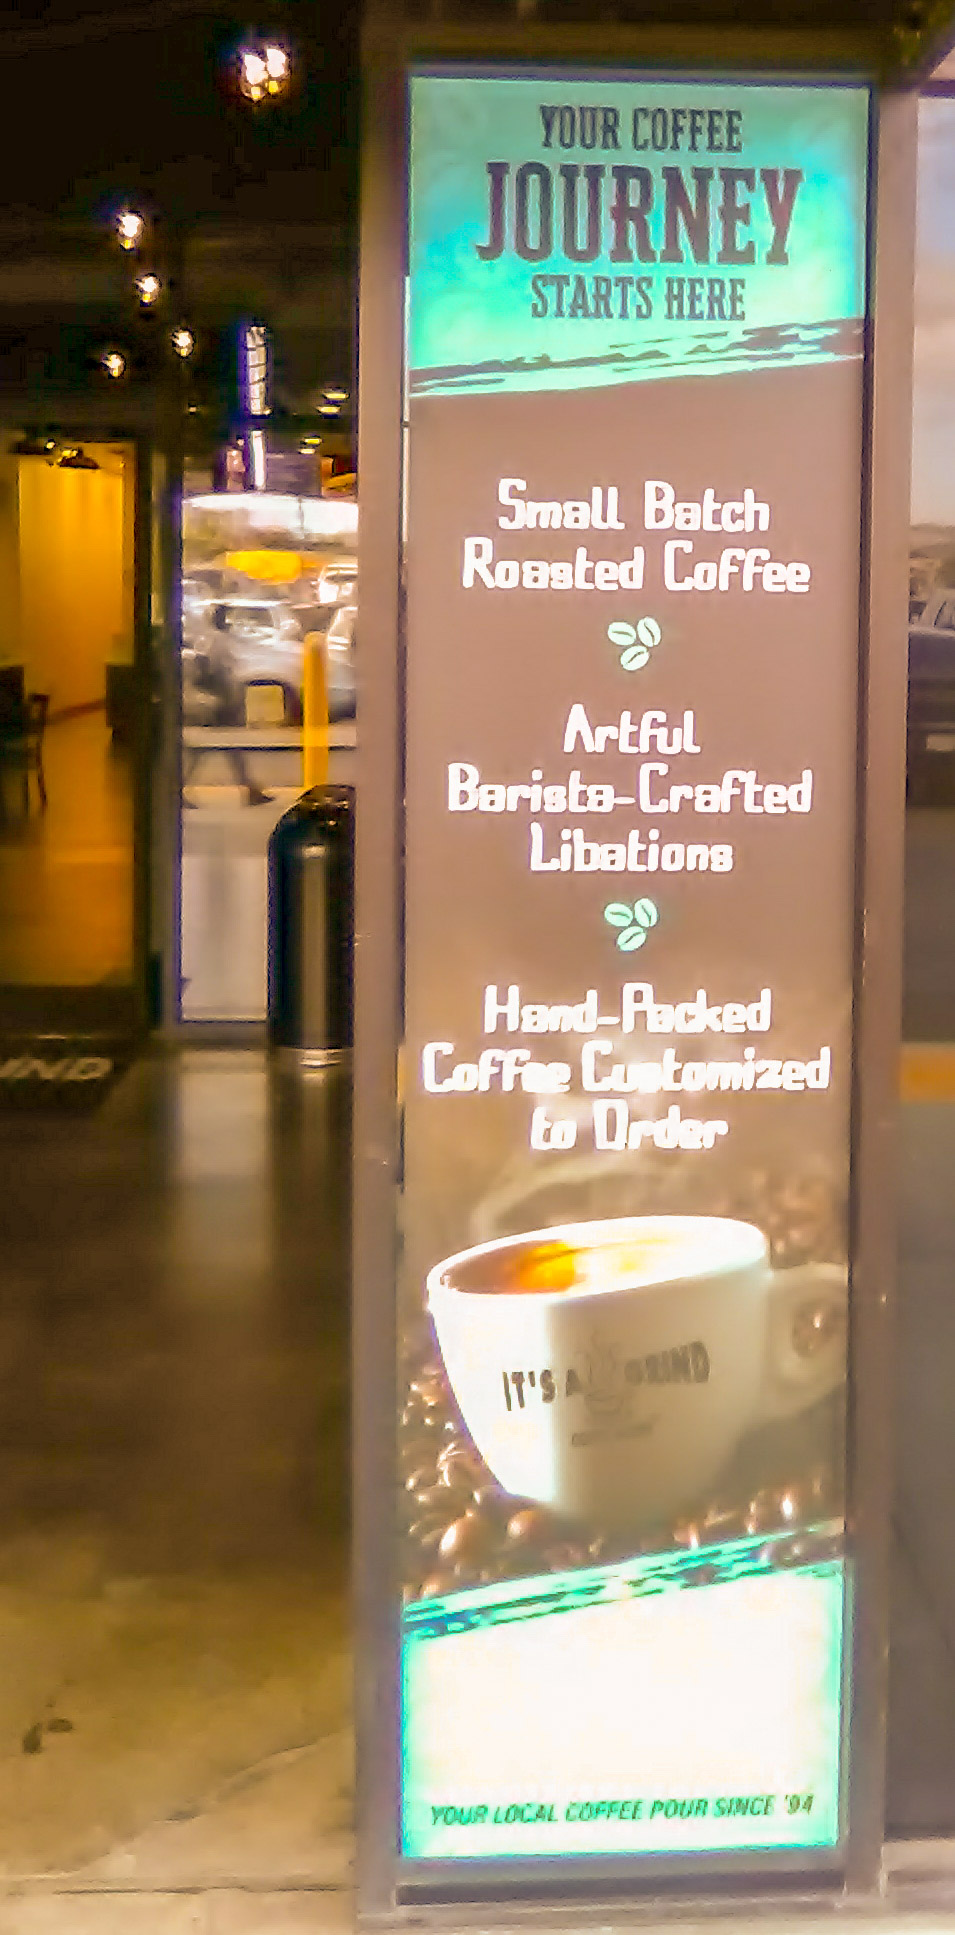 YOUR COFFEE
JOURNEY
STARTS HERE
Small Batch
Roasted Coffee
Artful
Barista-Crafted
Libations
Hand-Packed
Coffee Customized
to Order
IT'S A GRIND
YOUR LOCAL COFFEE POUR SINCE '94